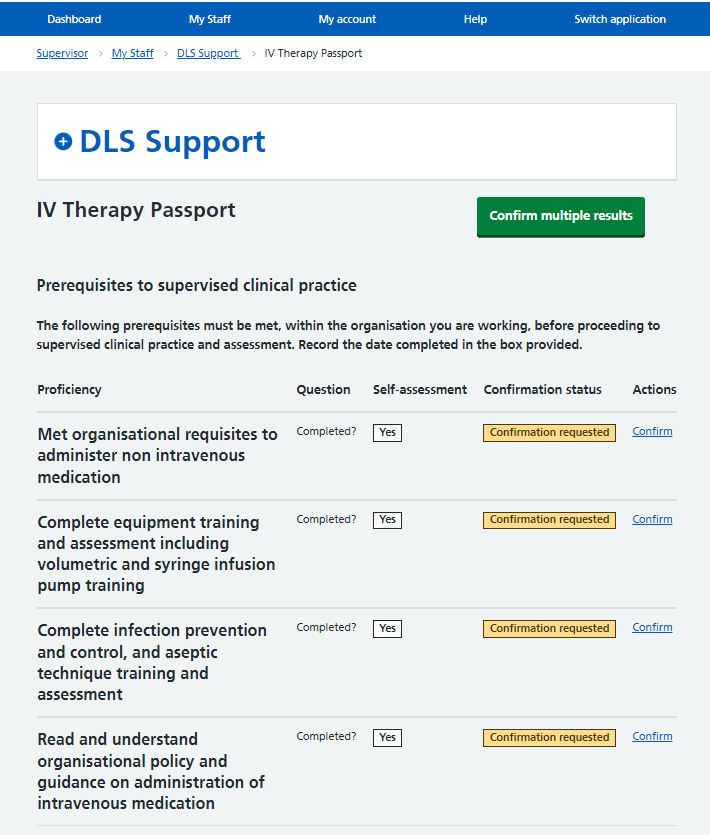 Dashboard My Staff My account Help Switch application
Supervisor > My Staff > DLS Support > IV Therapy Passport
DLS Support
IV Therapy Passport
Confirm multiple results
Prerequisites to supervised clinical practice
The following prerequisites must be met, within the organisation you are working, before proceeding to
supervised clinical practice and assessment. Record the date completed in the box provided.
Proficiency Question Self-assessment Confirmation status Actions
Met organisational requisites to Completed? Yes Confirmation requested Confirm
administer non intravenous
medication
Complete equipment training Completed? Yes Confirmation requested Confirm
and assessment including
volumetric and syringe infusion
pump training
Complete infection prevention Completed? Yes Confirmation requested Confirm
and control, and aseptic
technique training and
assessment
Read and understand Completed? Yes Confirmation requested Confirm
organisational policy and
guidance on administration of
intravenous medication